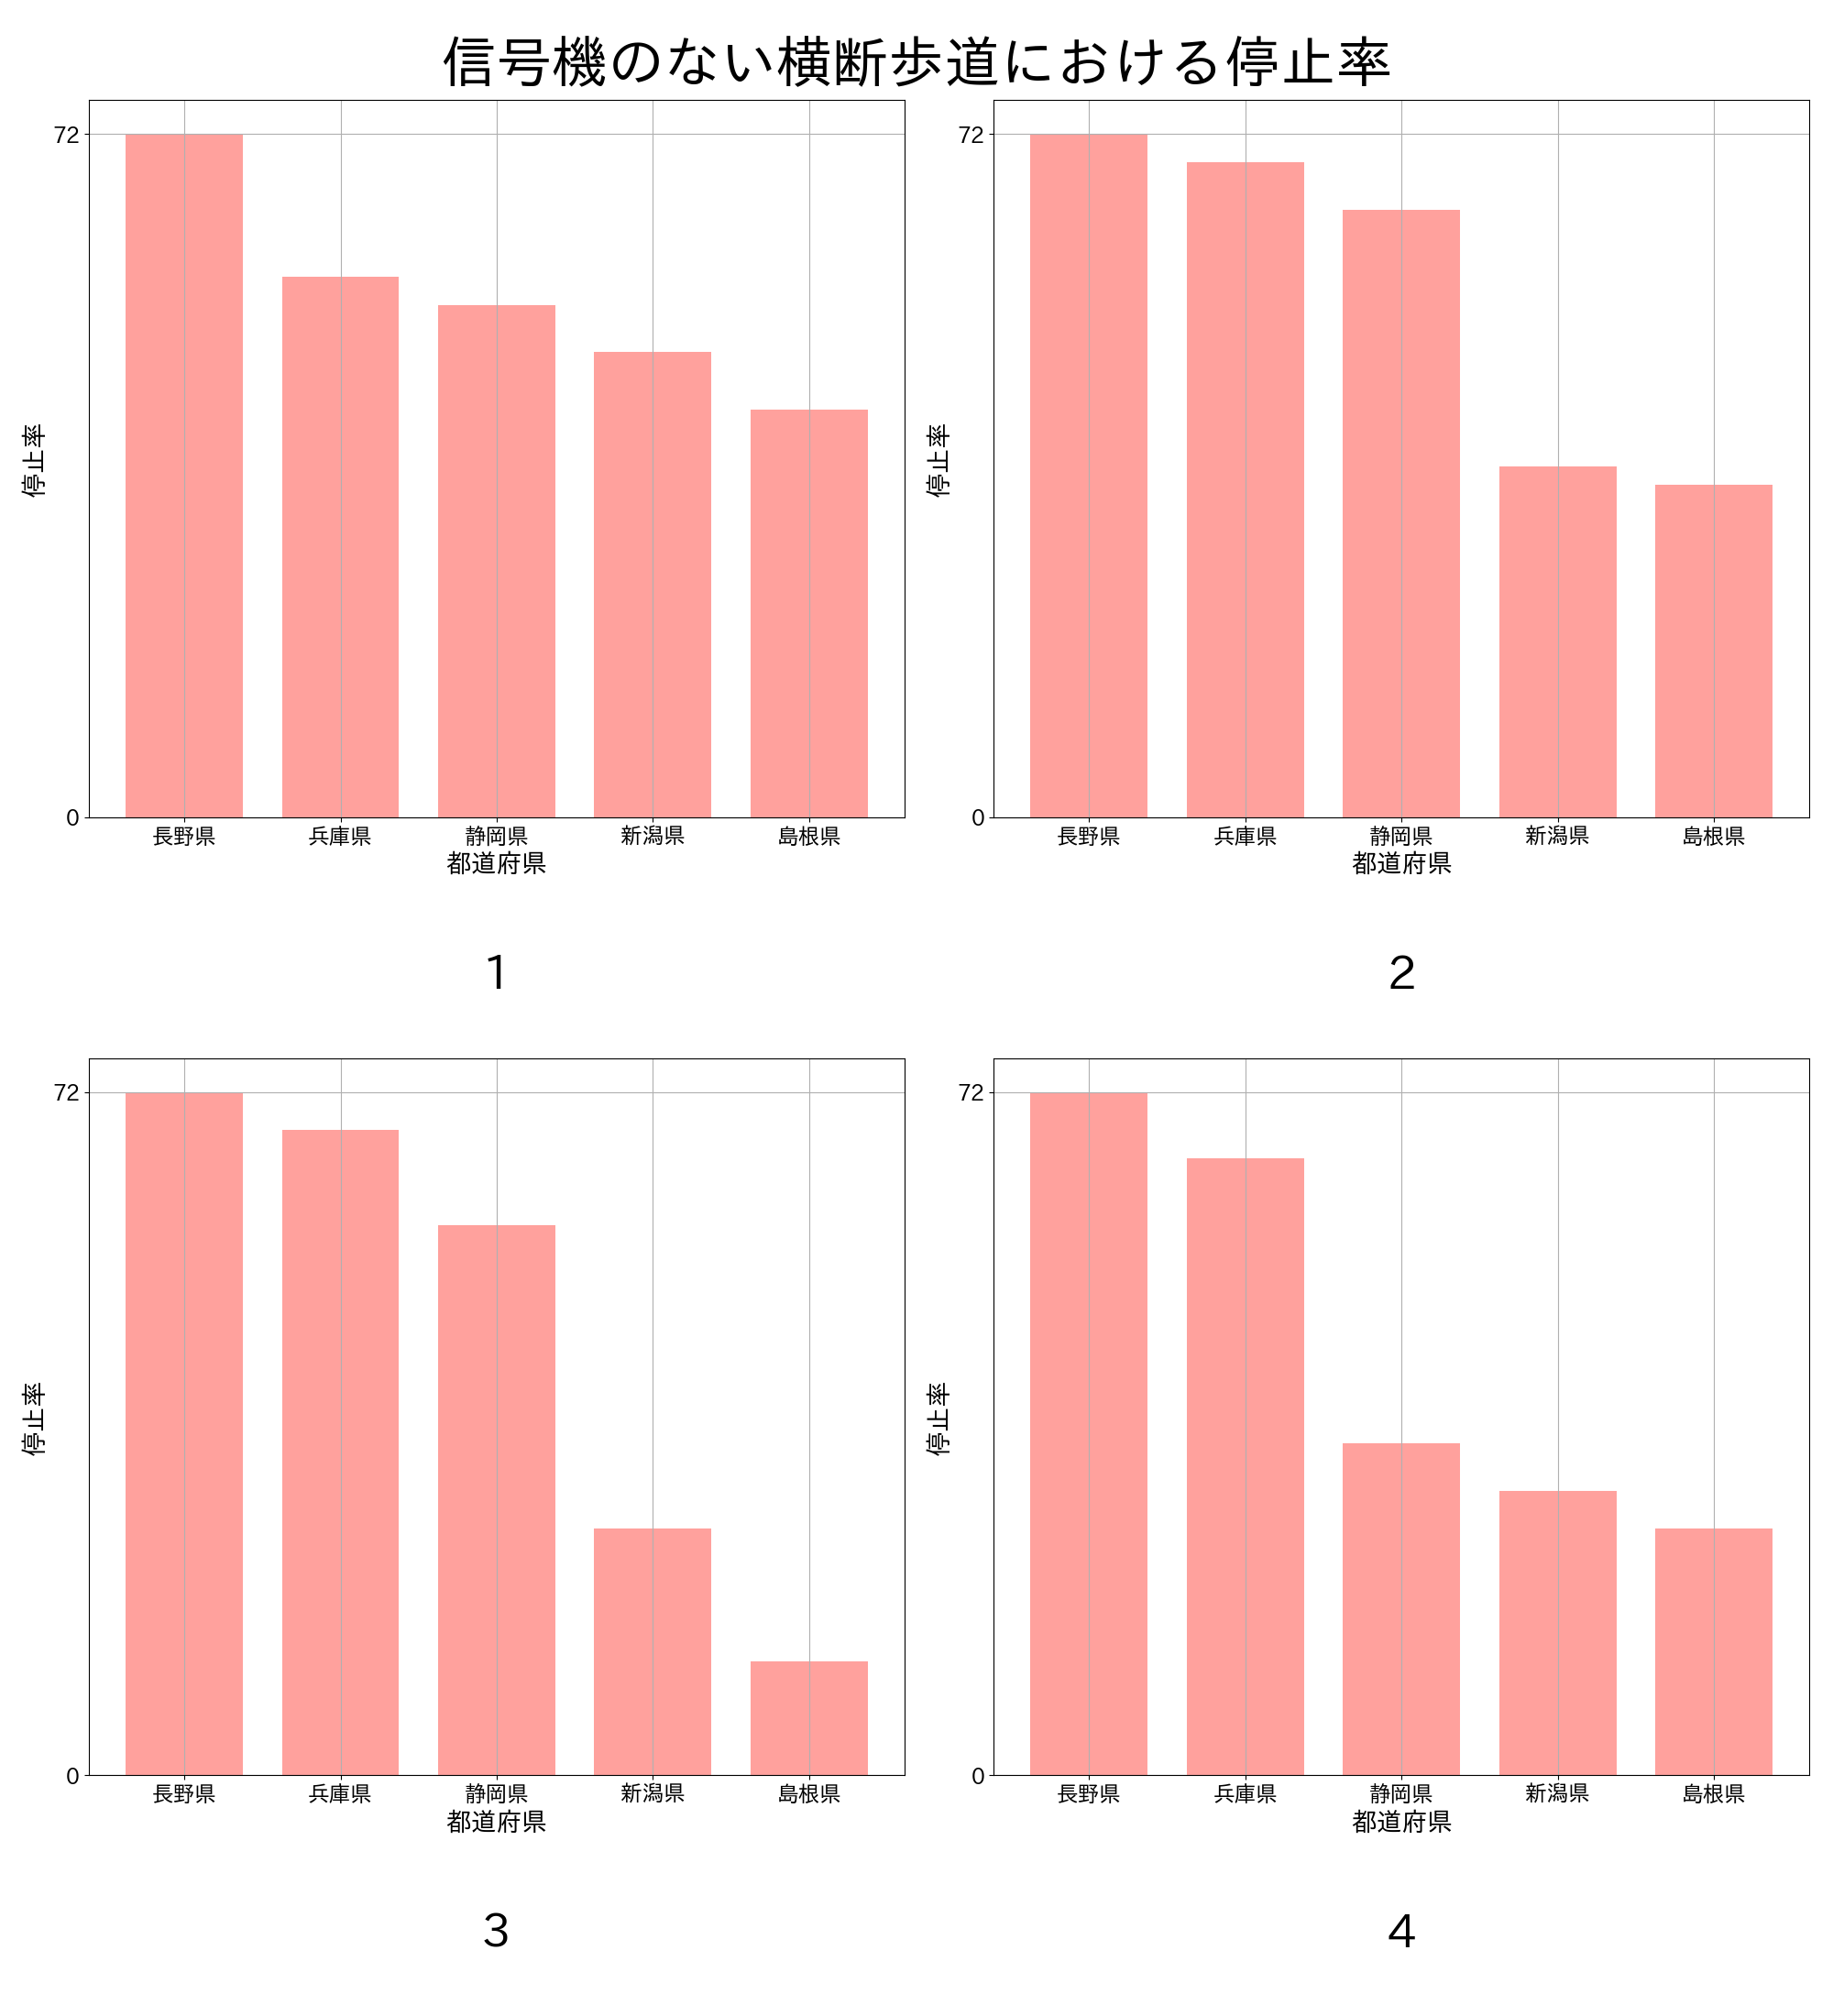 信号機のない横断歩道における停止率
72
0
停止率
長野県 兵庫県 静岡県 新潟県 島根県
都道府県
1
72
0
停止率
長野県 兵庫県 静岡県 新潟県 島根県
都道府県
2
72
0
停止率
長野県 兵庫県 静岡県 新潟県 島根県
都道府県
3
72
0
停止率
長野県 兵庫県 静岡県 新潟県 島根県
都道府県
4